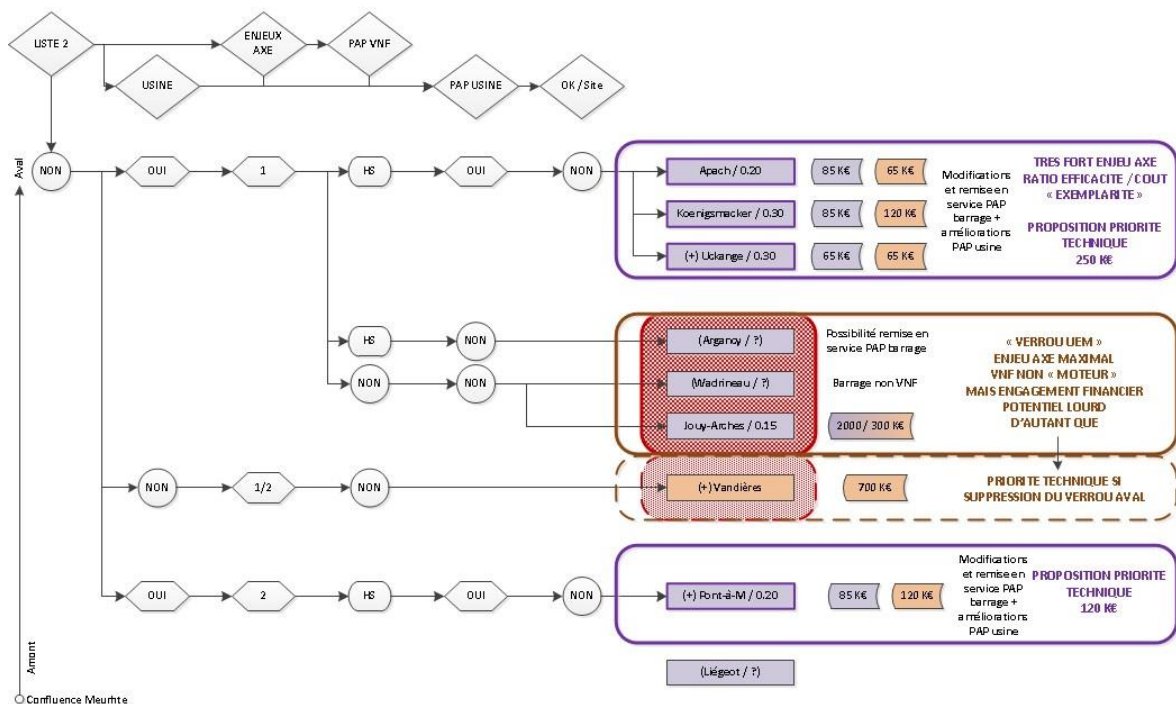 LISTE 2
ENJEUX
AXE
PAP VNF
USINE
PAP USINE
OK / Site
Aval
NON
OUI
1
HS
OUI
NON
Apach / 0.20
85 K€
65 K€
Koenigsmacker / 0.30
85 K€
120 K€
(+) Uckange / 0.30
65 K€
65 K€
Modifications
et remise en
service PAP
barrage +
améliorations
PAP usine
TRES FORT ENJEU AXE
RATIO EFFICACITE / COUT
« EXEMPLARITE »
PROPOSITION PRIORITE
TECHNIQUE
250 K€
HS
NON
(Argancy / ?)
Possibilité remise en
service PAP barrage
NON
NON
(Wadrineau / ?)
Barrage non VNF
Jouy-Arches / 0.15
2000 / 300 K€
« VERROU UEM »
ENJEU AXE MAXIMAL
VNF NON « MOTEUR »
MAIS ENGAGEMENT FINANCIER
POTENTIEL LOURD
D'AUTANT QUE
NON
1/2
NON
(+) Vandières
700 K€
PRIORITE TECHNIQUE SI
SUPPRESSION DU VERROU AVAL
OUI
2
HS
OUI
NON
(+) Pont-à-M / 0.20
85 K€
120 K€
Modifications
et remise en
service PAP
barrage +
améliorations
PAP usine
PROPOSITION PRIORITE
TECHNIQUE
120 K€
(Liégeot / ?)
Amont
Confluence Meurhte